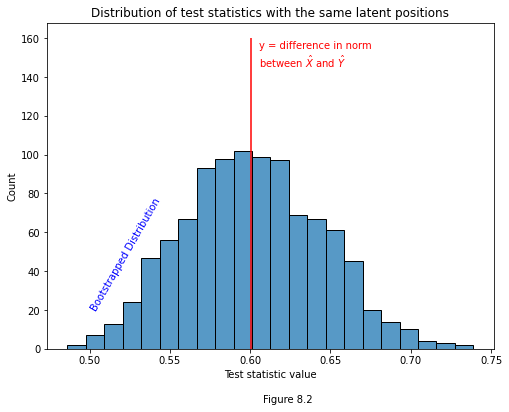 Distribution of test statistics with the same latent positions
160
140
120
100
80
60
40
20
0
Count
y = difference in norm
between X̂ and Ŷ
Bootstrapped Distribution
0.50 0.55 0.60 0.65 0.70 0.75
Test statistic value
Figure 8.2